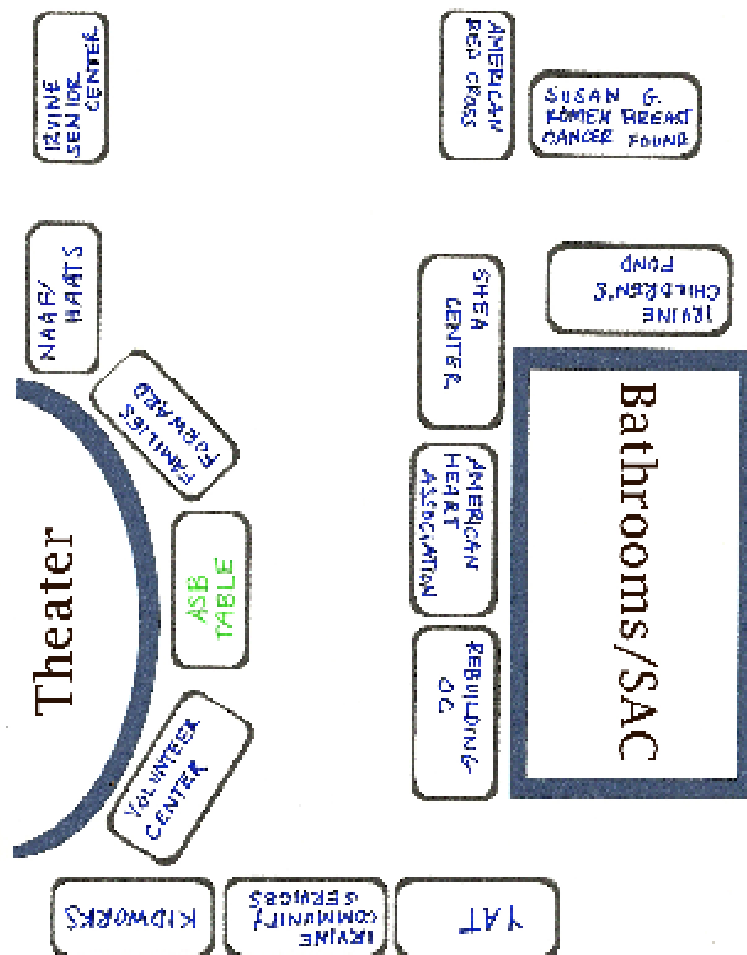 IRVINE
SENIOR
CENTER
AMERICAN
RED CROSS
SUSAN G.
KOMEN BREAST
CANCER FOUND
NAAR/
HAATS
SHEA
CENTER
IRVINE
CHILDREN'S
FUND
FAMILIES
FORWARD
ASB
TABLE
AMERICAN
HEART
ASSOCIATION
Theater
Bathrooms/SAC
REBUILDING
OC
VOLUNTEER
CENTER
KIDWORKS
IRVINE
COMMUNITY
SERVICES
YAT